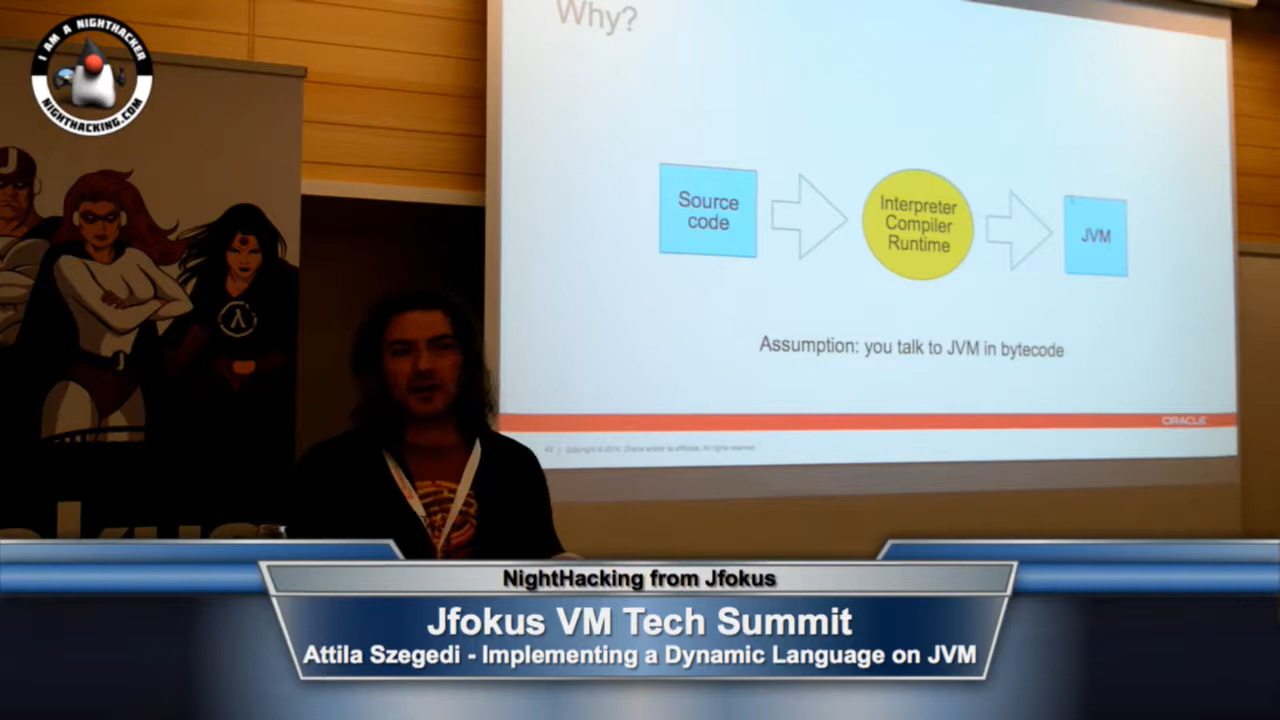 I AM A NIGHTHACKER
NIGHTHACKING.COM
Why?
Source
code
Interpreter
Compiler
Runtime
JVM
Assumption: you talk to JVM in bytecode
ORACLE
NightHacking from Jfokus
Jfokus VM Tech Summit
Attila Szegedi - Implementing a Dynamic Language on JVM